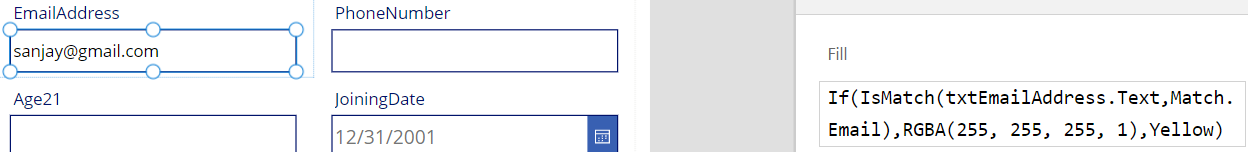 EmailAddress
PhoneNumber
sanjay@gmail.com
Age21
JoiningDate
12/31/2001
Fill
If(IsMatch(txtEmailAddress.Text,Match.
Email),RGBA(255, 255, 255, 1),Yellow)